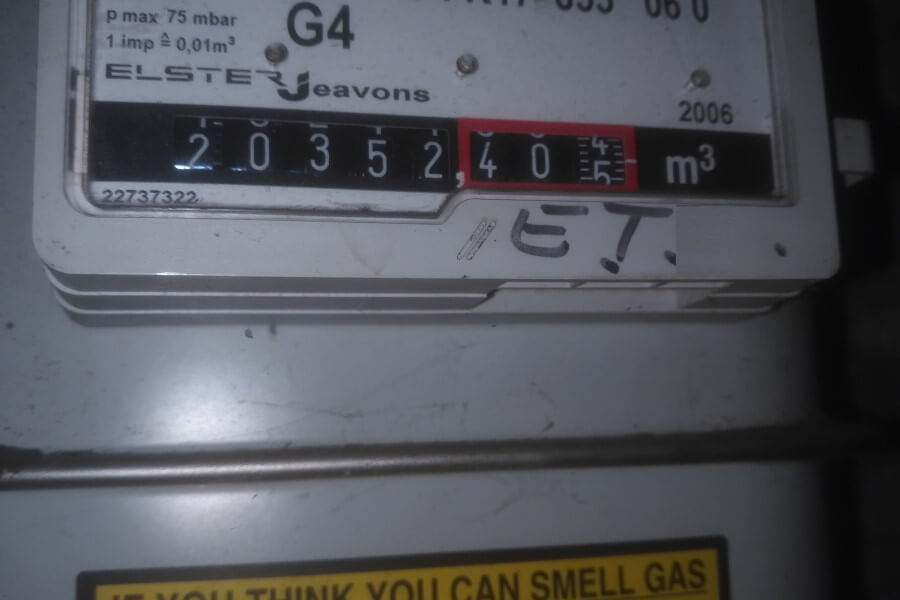 p max 75 mbar
G4
1 imp ≙ 0,01m³
ELSTER Jeavons
2006
20352,40
m³
22737322
ET.
IF YOU THINK YOU CAN SMELL GAS